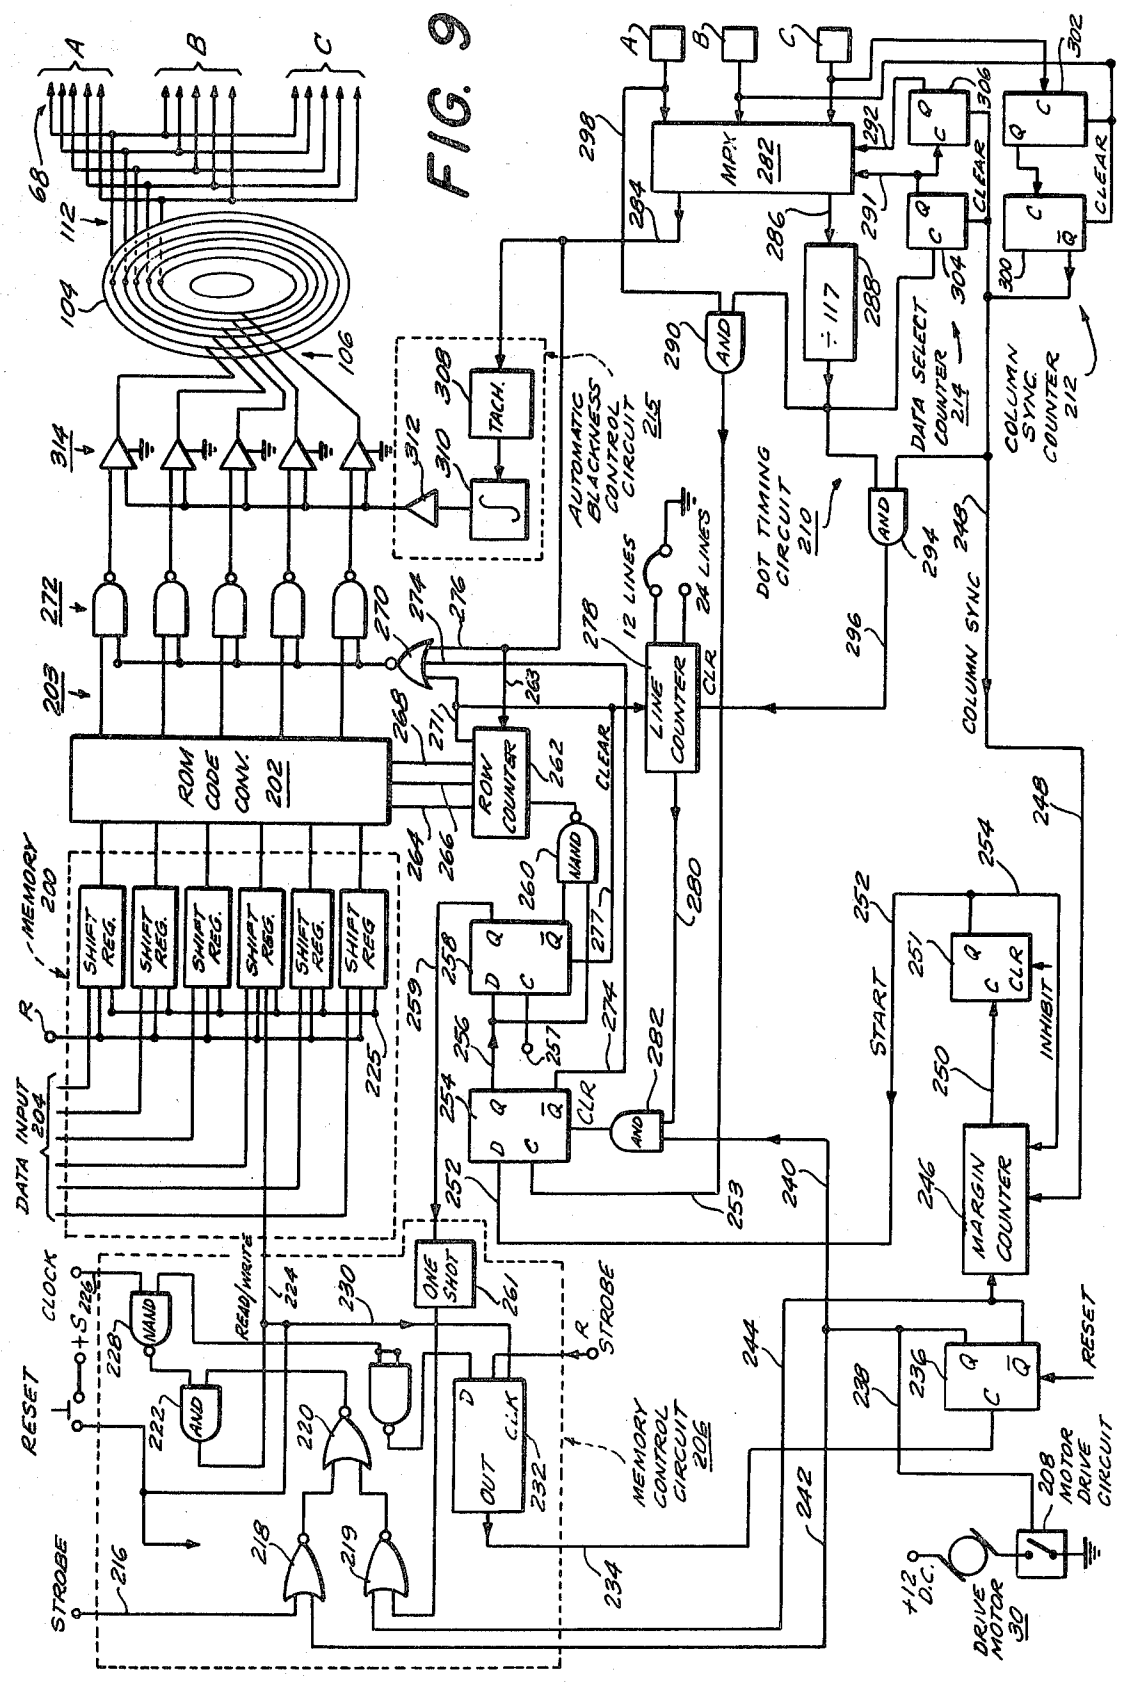 FIG. 9
STROBE
216
RESET
+S
CLOCK
226
228
NAND
222
AND
READ/WRITE
224
230
218
219
220
D
OUT
CLK
232
234
ONE
SHOT
261
R
STROBE
MEMORY
CONTROL
CIRCUIT
206
DATA INPUT
204
R
MEMORY
200
SHIFT
REG.
SHIFT
REG.
SHIFT
REG.
SHIFT
REG.
SHIFT
REG.
SHIFT
REG
225
ROM
CODE
CONV.
202
203
272
314
104
106
112
68
A
B
C
259
252
254
D
Q
C
Q̅
CLR
256
257
258
D
Q
C
Q̅
274
277
260
NAND
264
266
268
271
ROW
COUNTER
262
263
CLEAR
270
274
276
312
310
∫
308
TACH.
AUTOMATIC
BLACKNESS
CONTROL
CIRCUIT
215
282
AND
253
280
278
LINE
COUNTER
CLR
12 LINES
24 LINES
290
AND
284
298
A
B
C
MPX
282
286
÷ 117
288
291
292
DOT TIMING
CIRCUIT
210
240
244
242
238
252
START
296
AND
294
DATA SELECT
COUNTER
214
304
C
Q
306
Q
C
CLEAR
302
Q
C
300
C
Q̅
CLEAR
COLUMN
SYNC.
COUNTER
212
248
COLUMN SYNC
248
246
MARGIN
COUNTER
250
251
Q
C
CLR
INHIBIT
254
236
Q
C
Q̅
RESET
208
MOTOR
DRIVE
CIRCUIT
+12
D.C.
DRIVE
MOTOR
30